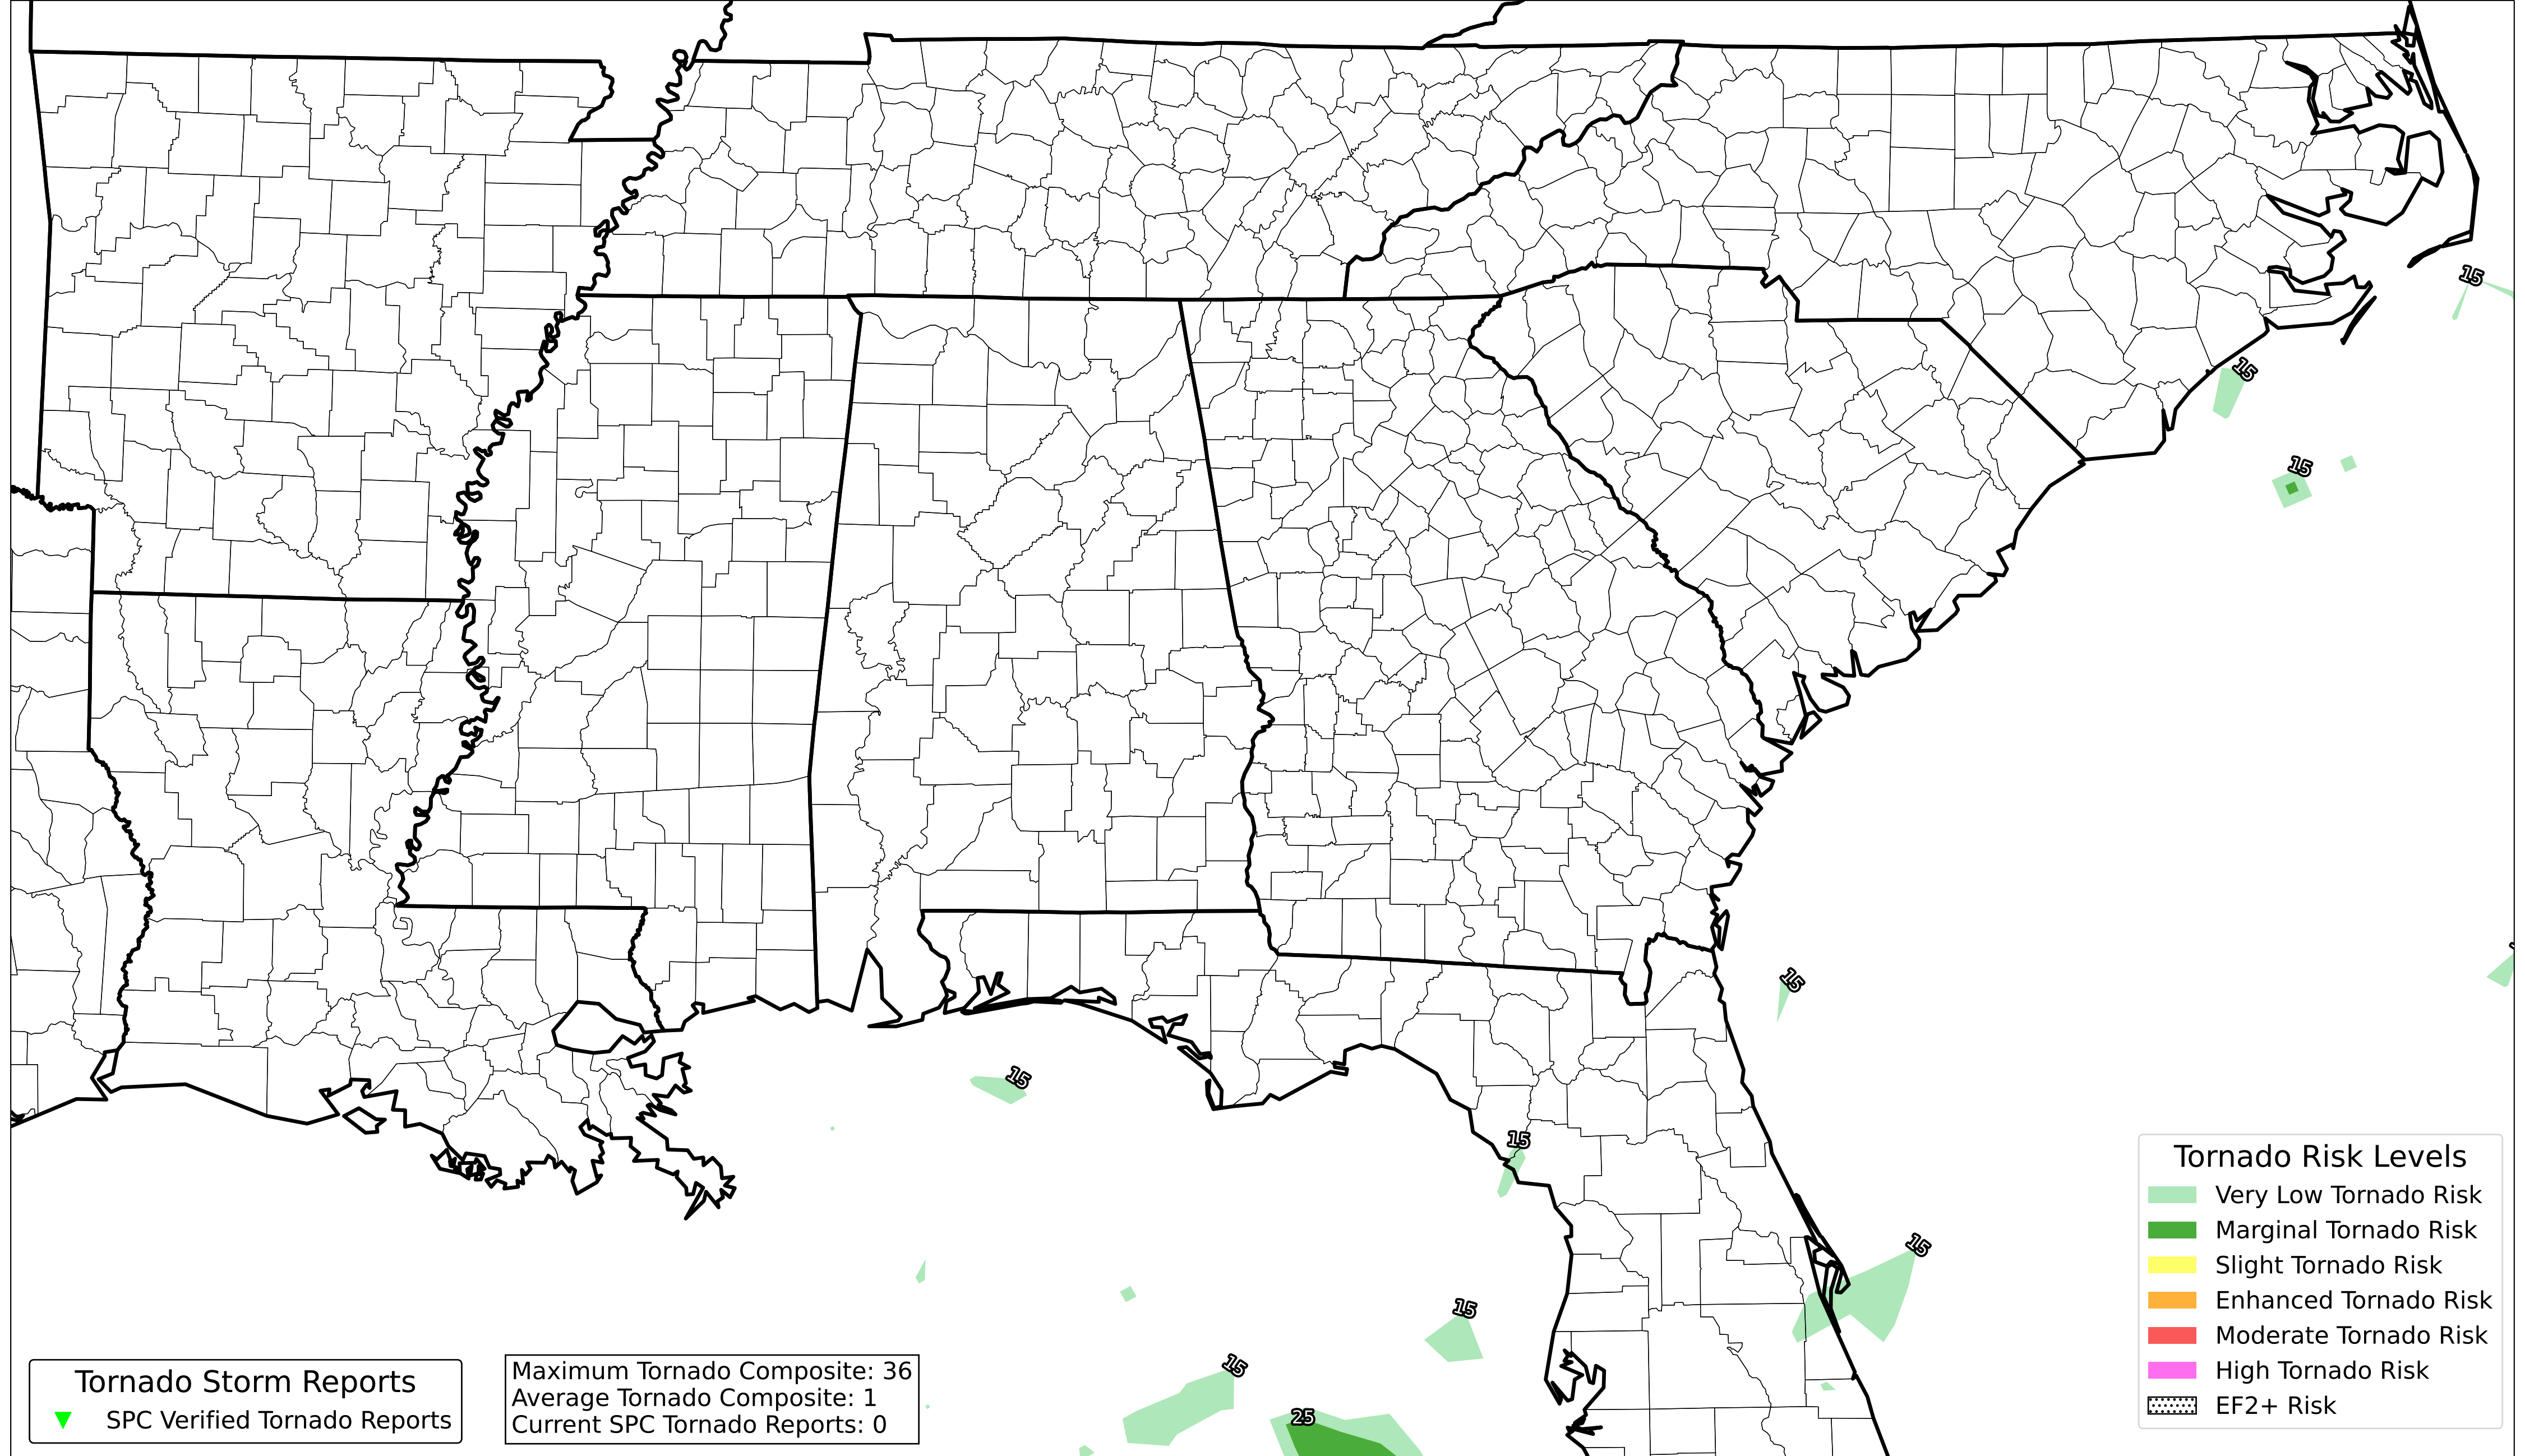 15
15
15
15
15
15
15
15
15
25
Tornado Risk Levels
Very Low Tornado Risk
Marginal Tornado Risk
Slight Tornado Risk
Enhanced Tornado Risk
Moderate Tornado Risk
High Tornado Risk
EF2+ Risk
Tornado Storm Reports
SPC Verified Tornado Reports
Maximum Tornado Composite: 36
Average Tornado Composite: 1
Current SPC Tornado Reports: 0